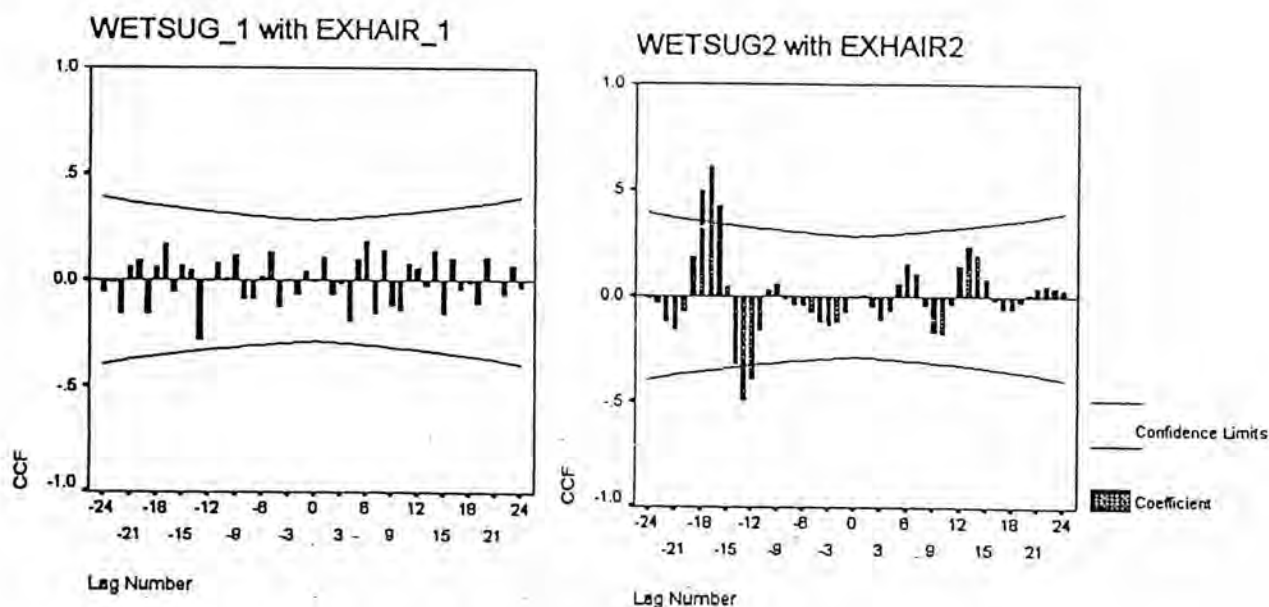 WETSUG_1 with EXHAIR_1
1.0
.5
0.0
-.5
-1.0
CCF
-24 -18 -12 -6 0 6 12 18 24
-21 -15 -9 -3 3 9 15 21
Lag Number
WETSUG2 with EXHAIR2
1.0
.5
0.0
-.5
-1.0
CCF
-24 -18 -12 -6 0 6 12 18 24
-21 -15 -9 -3 3 9 15 21
Lag Number
Confidence Limits
Coefficient